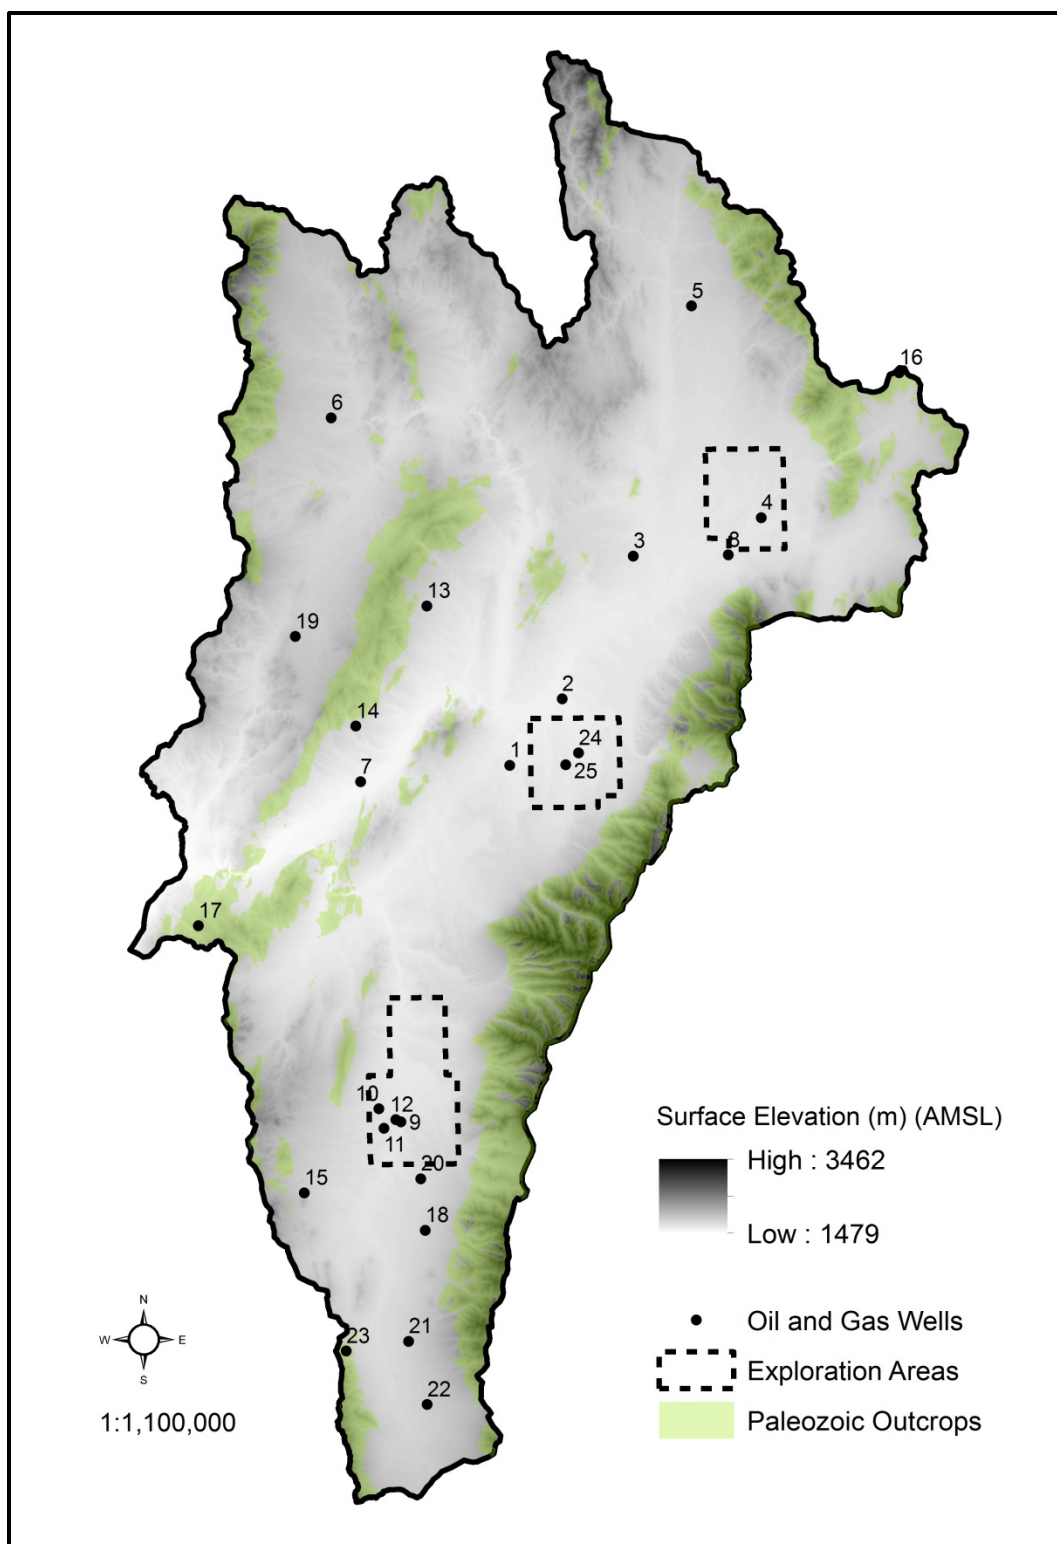 5
16
6
4
3
8
13
19
2
14
24
1
25
7
17
10
12
9
11
20
15
18
21
23
22
Surface Elevation (m) (AMSL)
High : 3462
Low : 1479
N
W E
S
1:1,100,000
Oil and Gas Wells
Exploration Areas
Paleozoic Outcrops